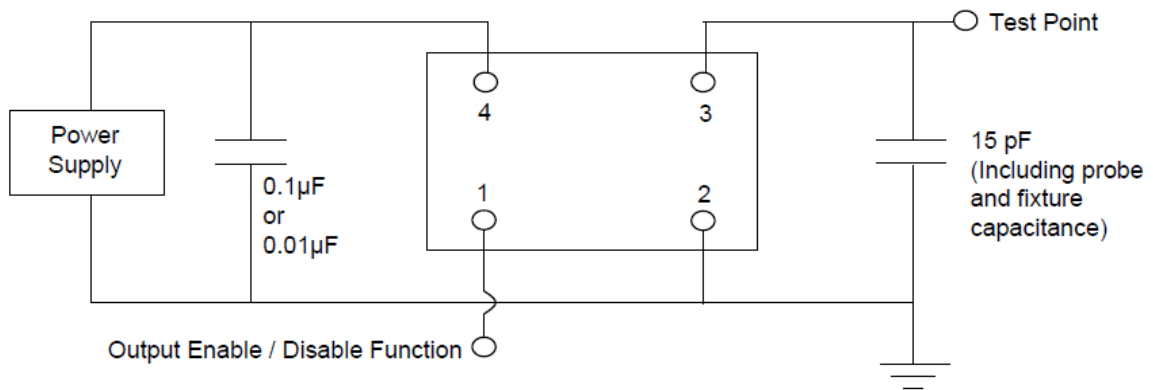 Test Point
Power
Supply
4
3
0.1µF
or
0.01µF
1
2
15 pF
(Including probe
and fixture
capacitance)
Output Enable / Disable Function